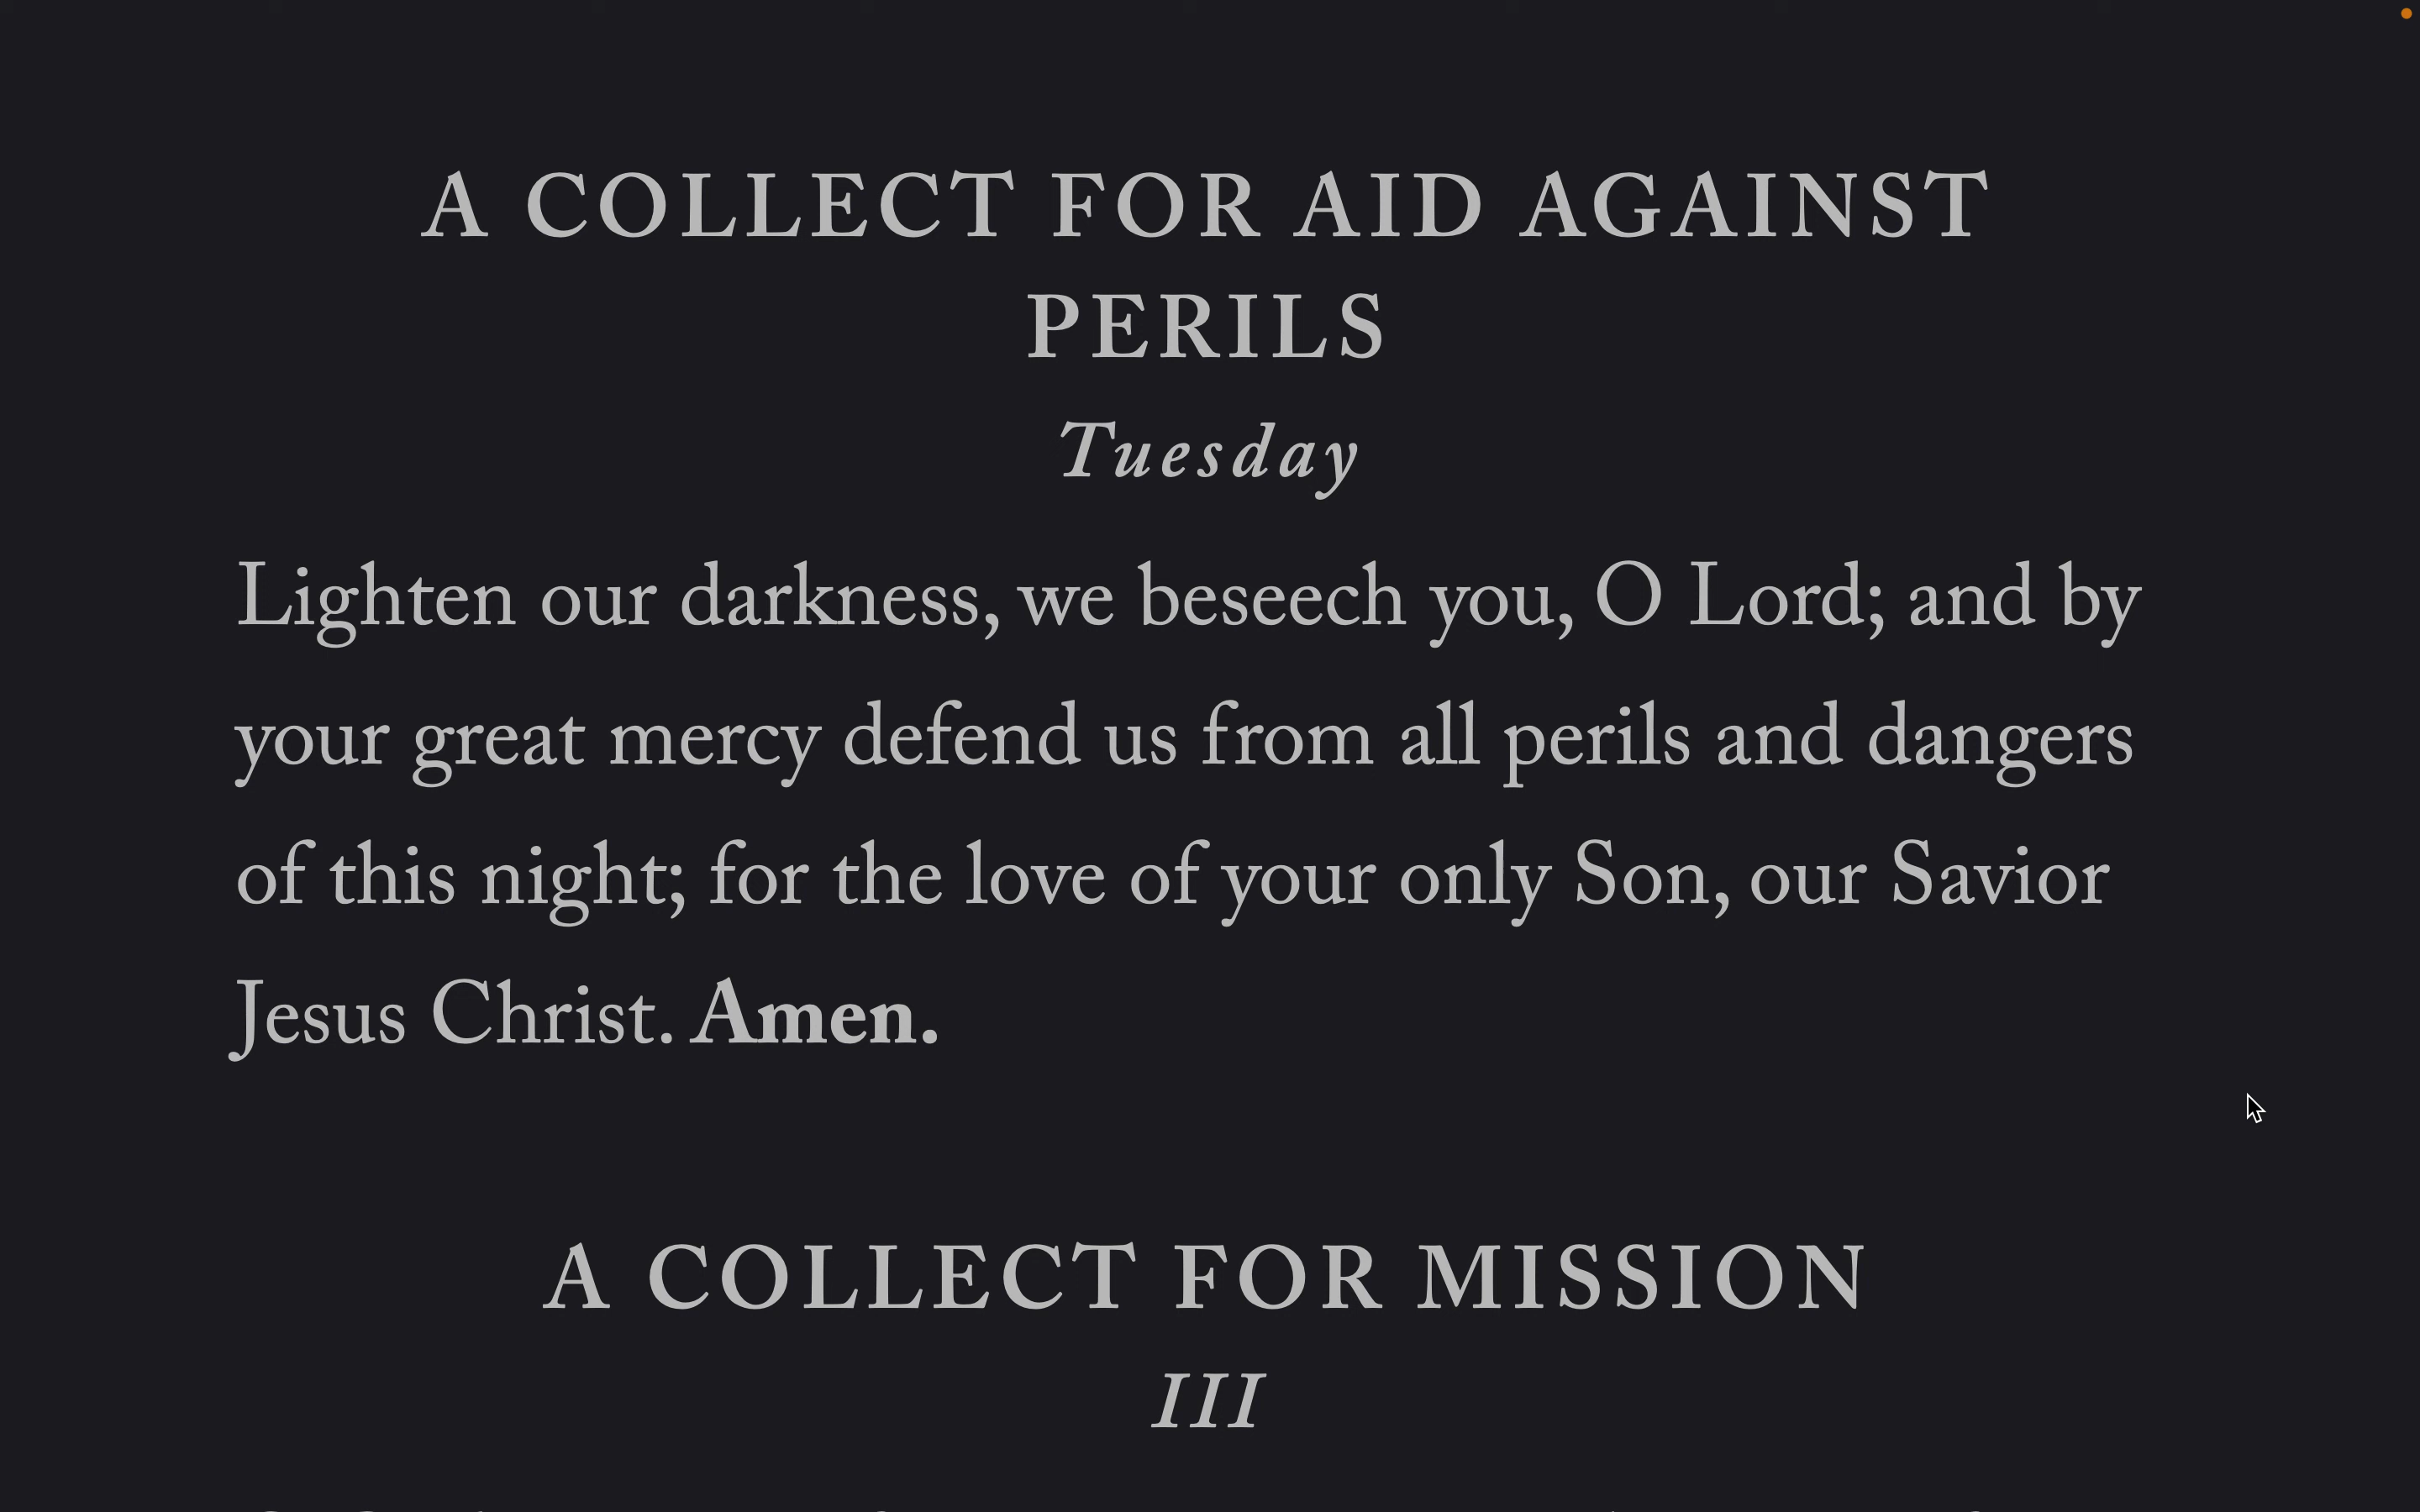 A COLLECT FOR AID AGAINST
PERILS
Tuesday
Lighten our darkness, we beseech you, O Lord; and by
your great mercy defend us from all perils and dangers
of this night; for the love of your only Son, our Savior
Jesus Christ. Amen.
A COLLECT FOR MISSION
III